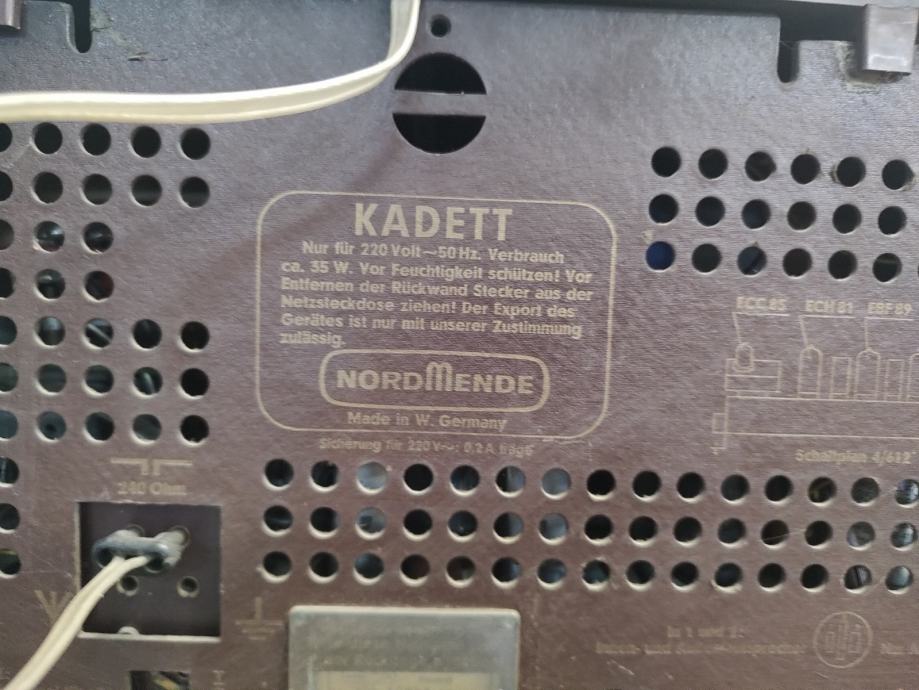 KADETT
Nur für 220 Volt ~ 50 Hz. Verbrauch
ca. 35 W. Vor Feuchtigkeit schützen! Vor
Entfernen der Rückwand Stecker aus der
Netzsteckdose ziehen! Der Export des
Gerätes ist nur mit unserer Zustimmung
zulässig.
NORDMENDE
Made in W. Germany
Sicherung für 220 V~: 0,2 A träge
ECC 85 ECH 81 EBF 89
Schaltplan 4/612
240 Ohm